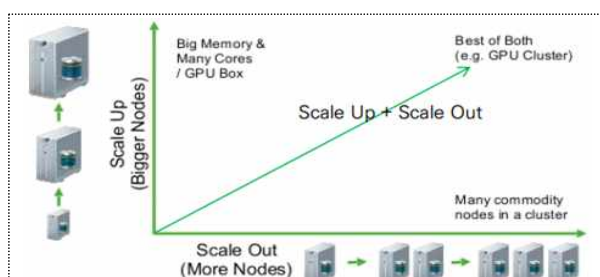 Big Memory &
Many Cores
/ GPU Box
Best of Both
(e.g. GPU Cluster)
Scale Up
(Bigger Nodes)
Scale Up + Scale Out
Many commodity
nodes in a cluster
Scale Out
(More Nodes)